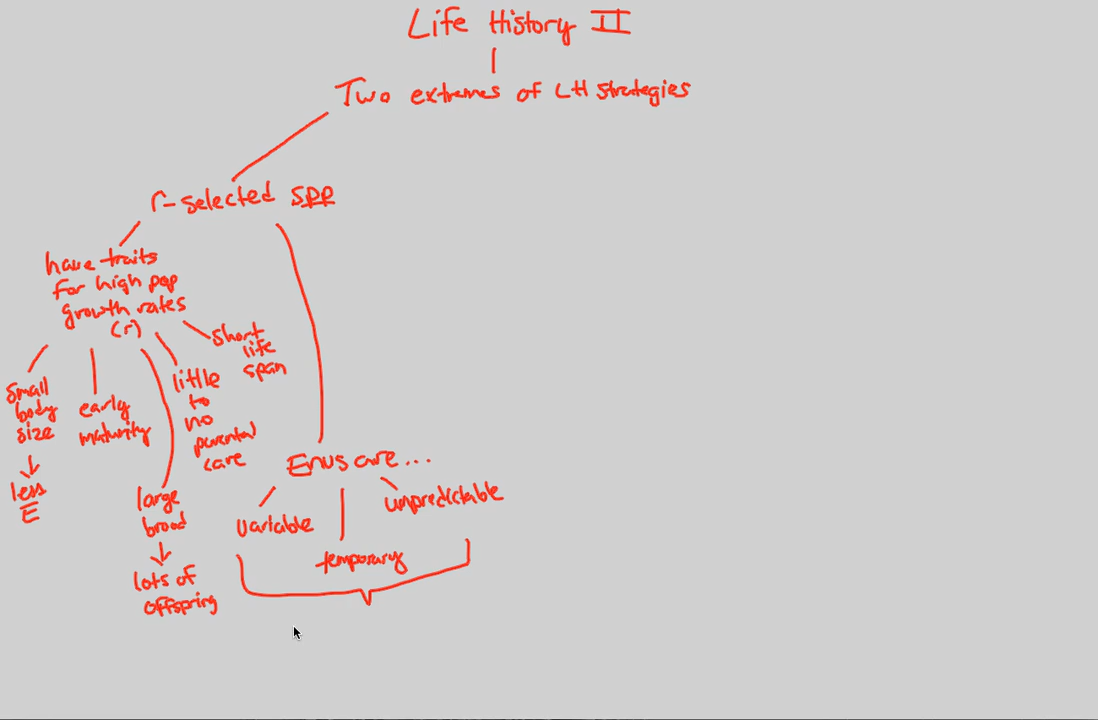 Life History II
Two extremes of LH strategies
r-selected spp
have traits
for high pop
growth rates
(r)
small
body
size
less
E
early
maturity
large
brood
lots of
offspring
little
to
no
parental
care
short
life
span
Envs are...
variable
temporary
unpredictable